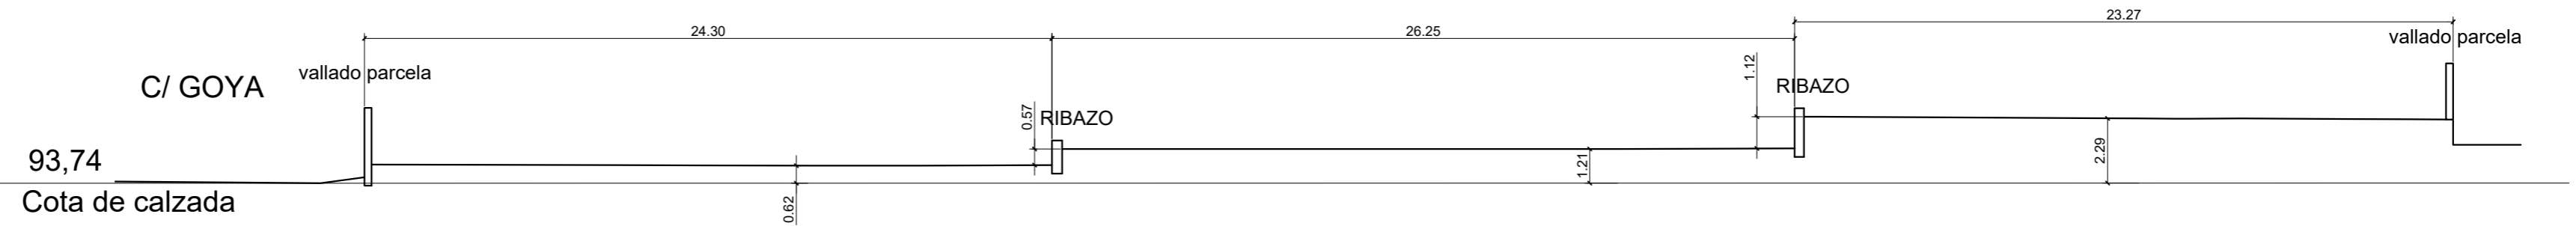 23.27
24.30
26.25
vallado parcela
1.12
vallado parcela
C/ GOYA
RIBAZO
0.57
RIBAZO
93,74
1.21
2.29
Cota de calzada
0.62